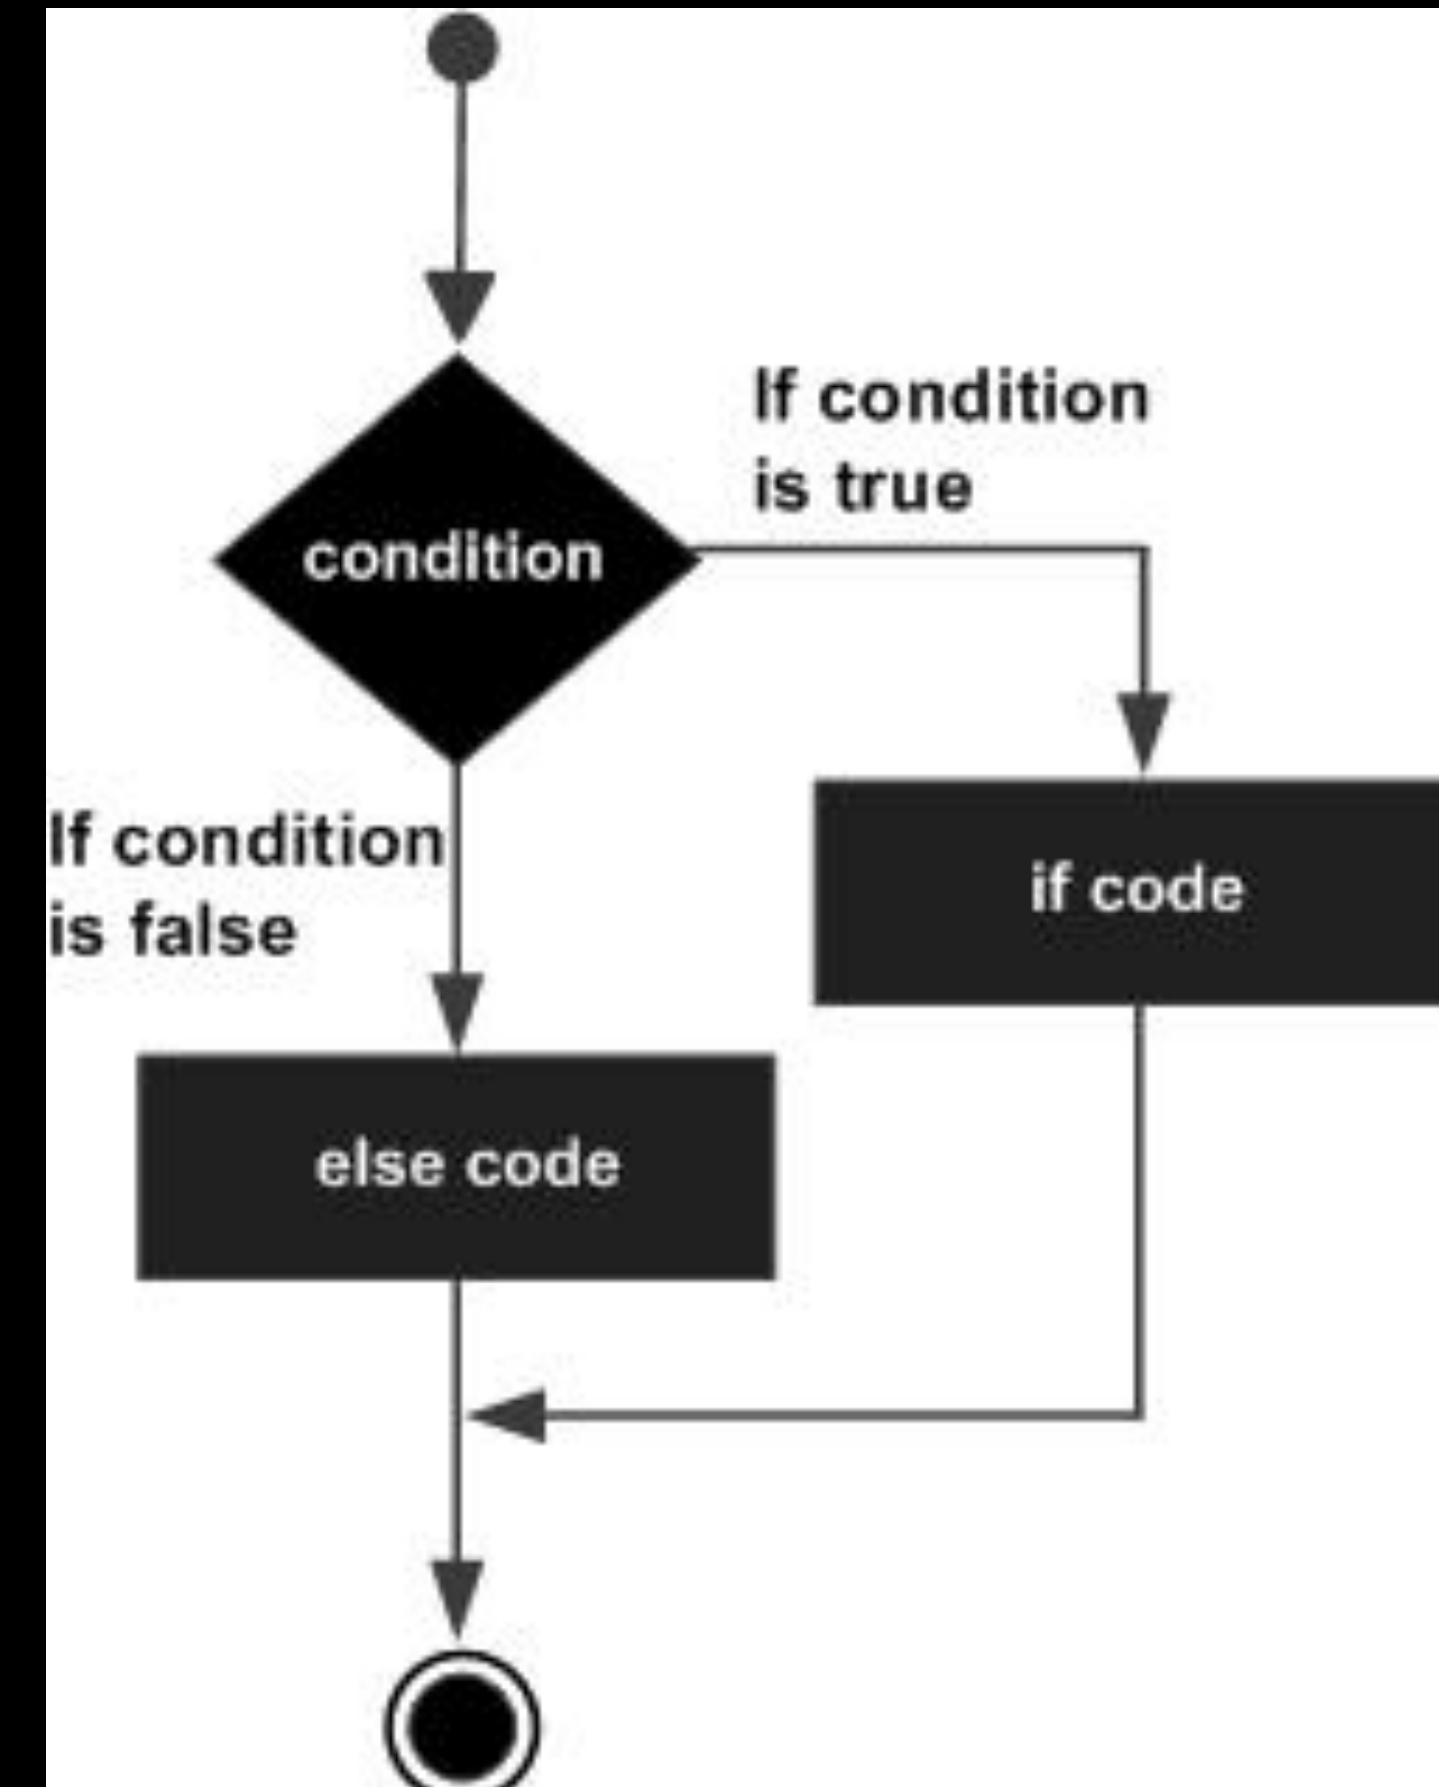 If condition
is true
condition
If condition
is false
if code
else code